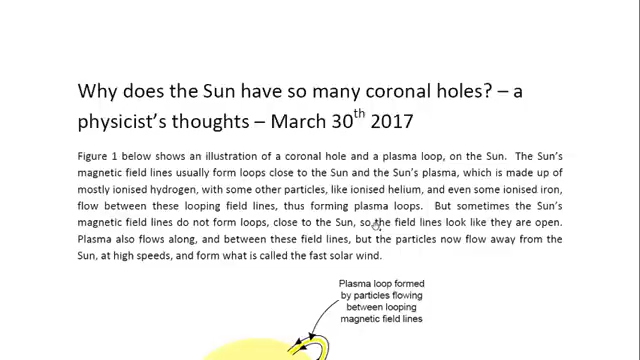 Why does the Sun have so many coronal holes? – a
physicist's thoughts – March 30th 2017
Figure 1 below shows an illustration of a coronal hole and a plasma loop, on the Sun. The Sun's
magnetic field lines usually form loops close to the Sun and the Sun's plasma, which is made up of
mostly ionised hydrogen, with some other particles, like ionised helium, and even some ionised iron,
flow between these looping field lines, thus forming plasma loops. But sometimes the Sun's
magnetic field lines do not form loops, close to the Sun, so the field lines look like they are open.
Plasma also flows along, and between these field lines, but the particles now flow away from the
Sun, at high speeds, and form what is called the fast solar wind.
Plasma loop formed
by particles flowing
between looping
magnetic field lines